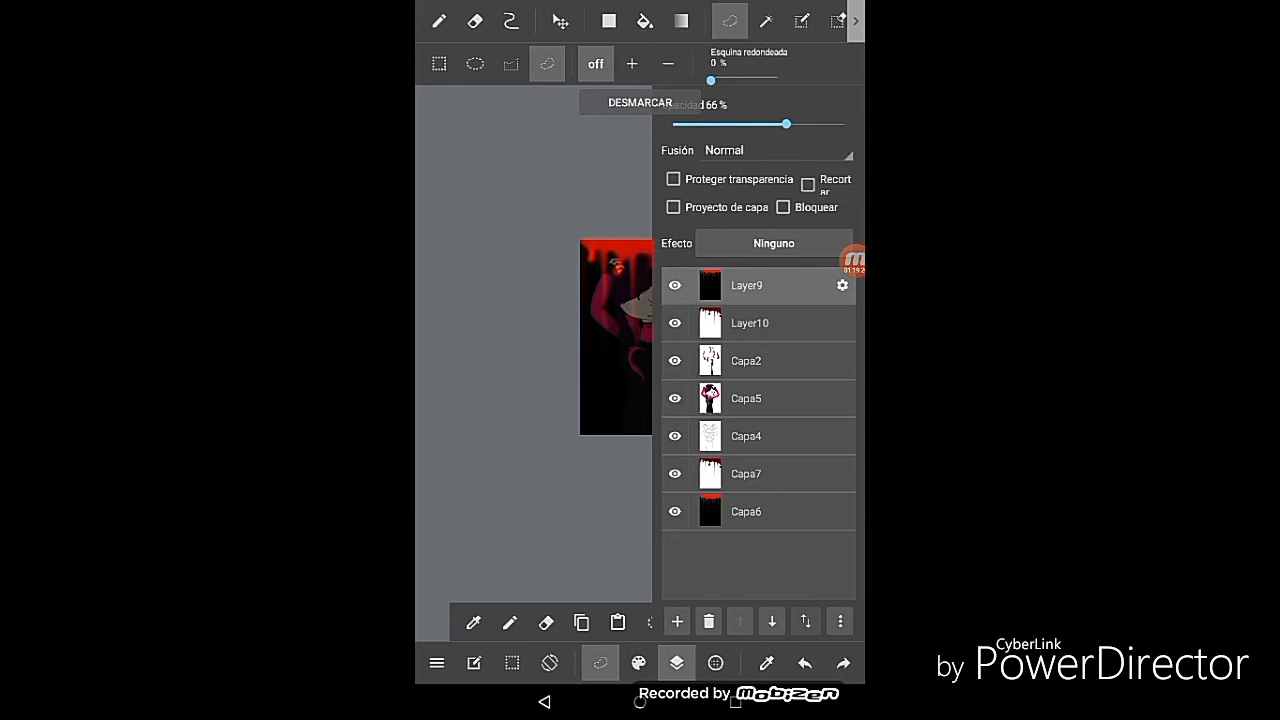 off
Esquina redondeada
0 %
DESMARCAR
66 %
Fusión Normal
Proteger transparencia
Recort
ar
Proyecto de capa
Bloquear
Efecto Ninguno
Layer9
Layer10
Capa2
Capa5
Capa4
Capa7
Capa6
CyberLink
by PowerDirector
Recorded by MOBIZEN